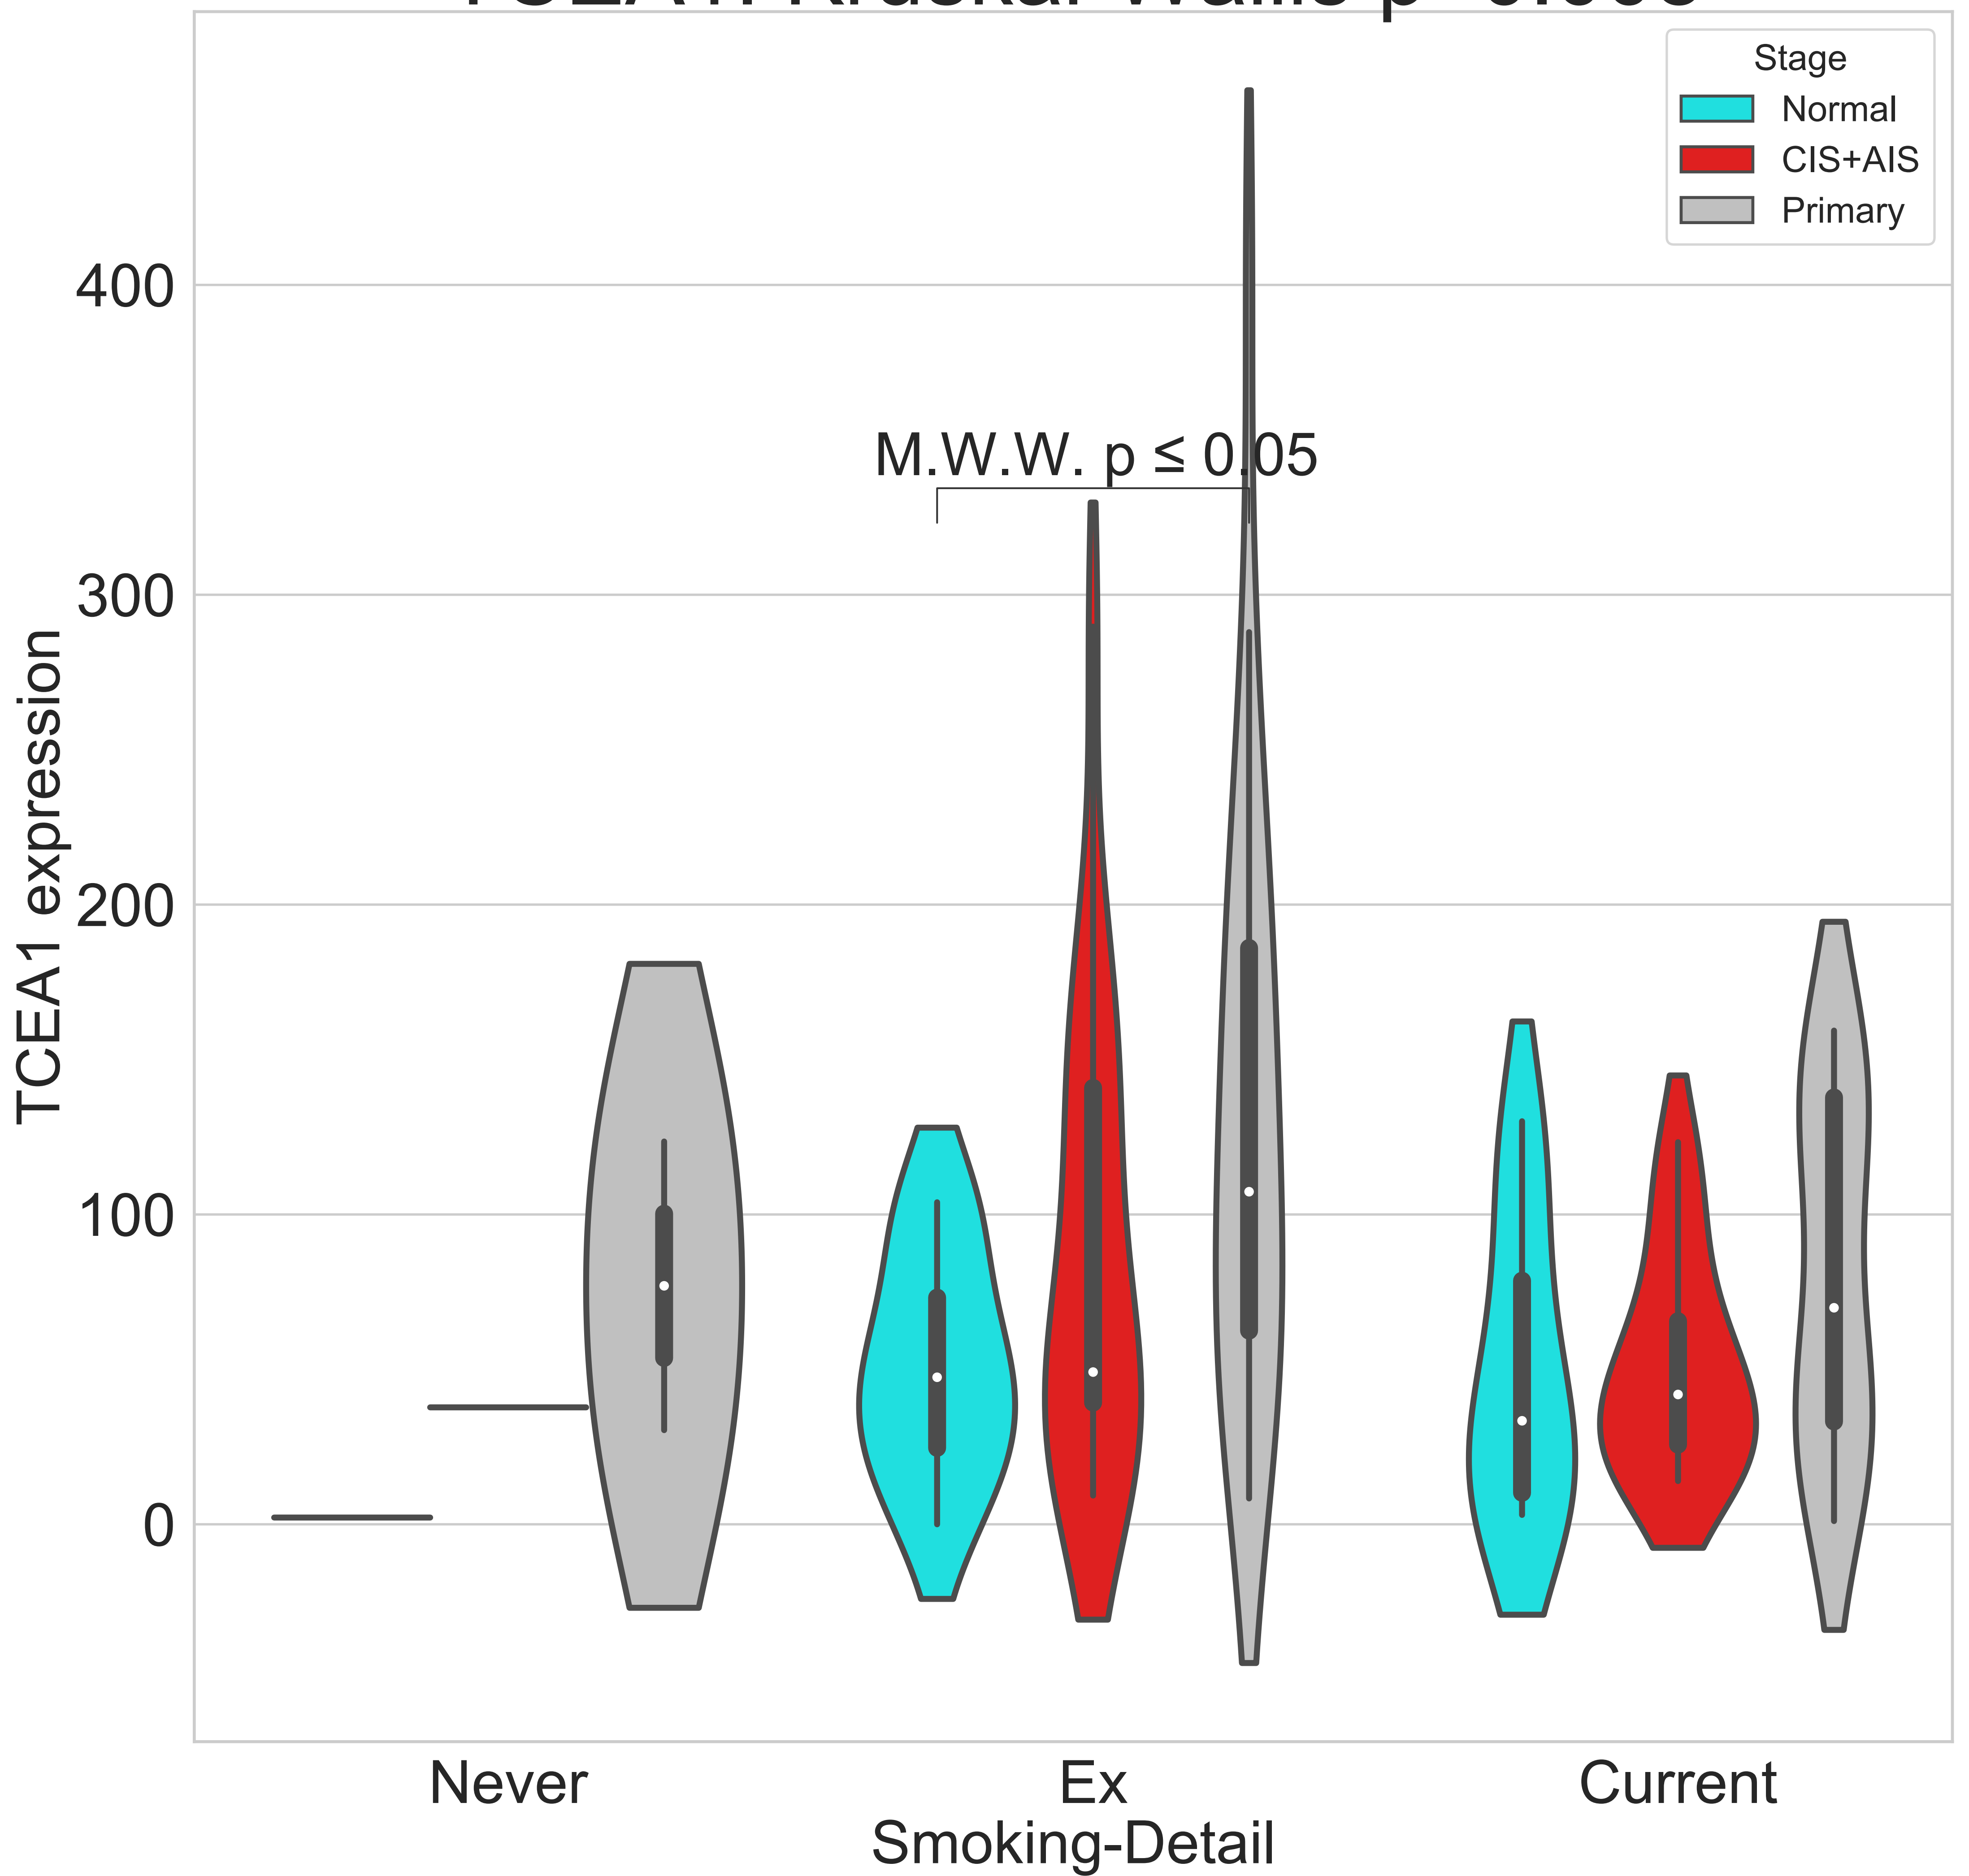 Stage
Normal
CIS+AIS
Primary
400
300
200
100
0
M.W.W. p ≤ 0.05
TCEA1 expression
Never
Ex
Current
Smoking-Detail